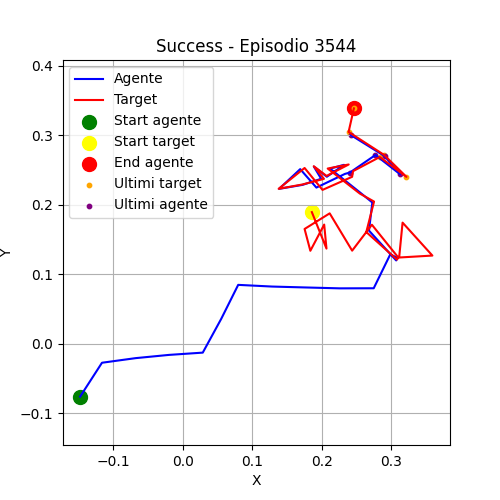 Success - Episodio 3544
Agente
Target
Start agente
Start target
End agente
Ultimi target
Ultimi agente
0.4
0.3
0.2
0.1
0.0
−0.1
Y
−0.1
0.0
0.1
0.2
0.3
X